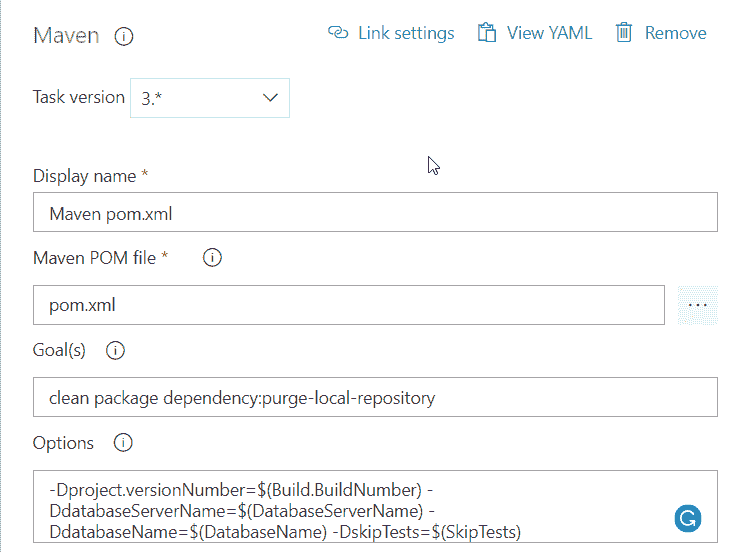 Maven
Link settings
View YAML
Remove
Task version
3.*
Display name *
Maven pom.xml
Maven POM file *
pom.xml
...
Goal(s)
clean package dependency:purge-local-repository
Options
-Dproject.versionNumber=$(Build.BuildNumber) -
DdatabaseServerName=$(DatabaseServerName) -
DdatabaseName=$(DatabaseName) -DskipTests=$(SkipTests)